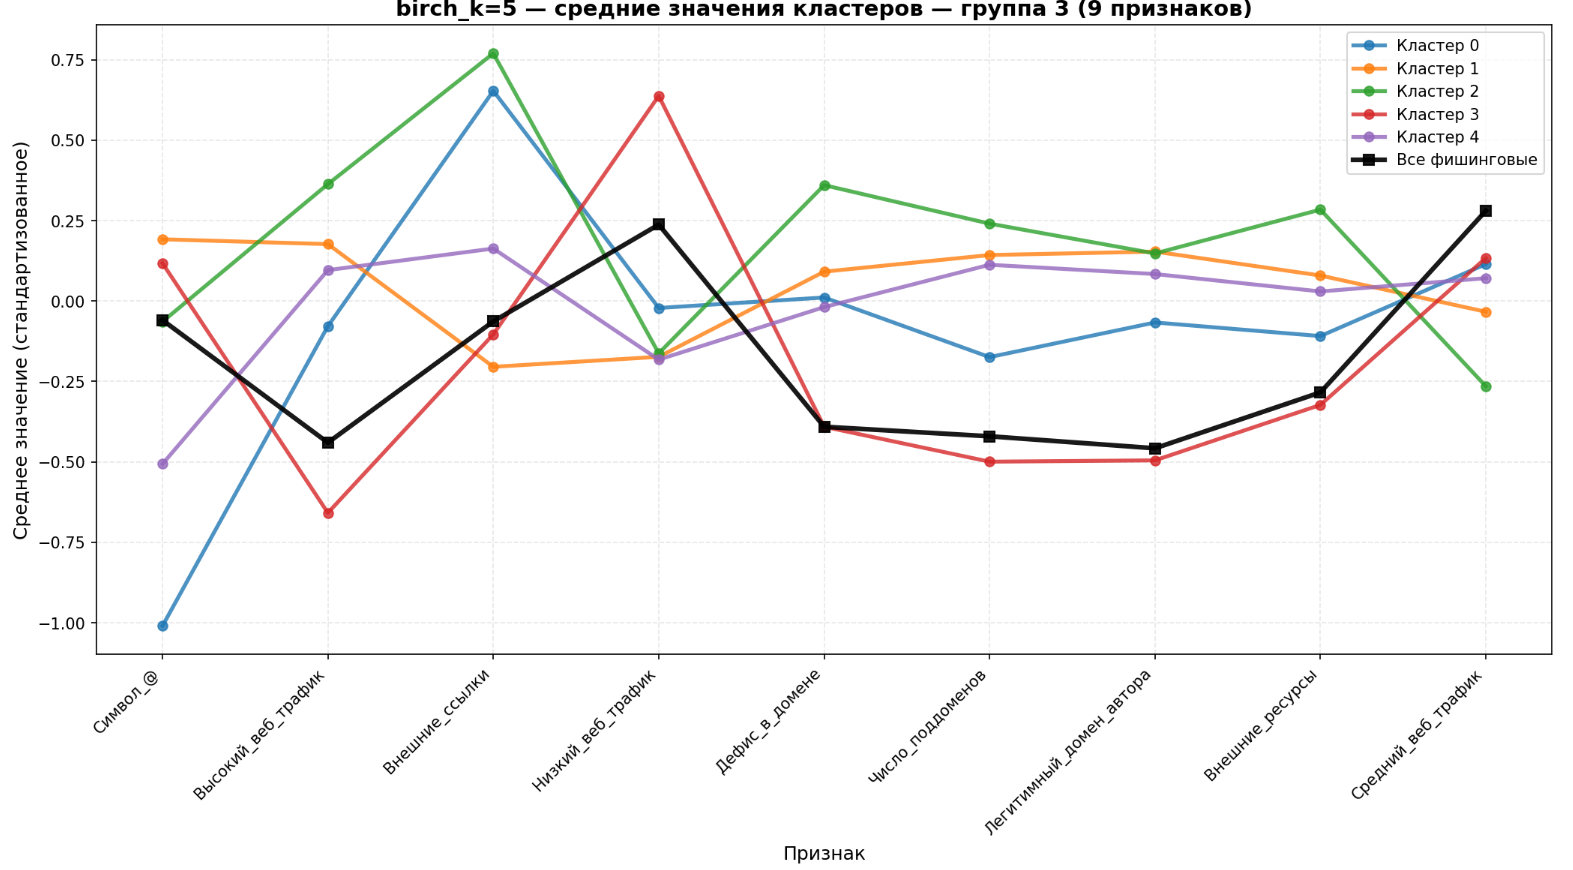 birch_k=5 — средние значения кластеров — группа 3 (9 признаков)
Среднее значение (стандартизованное)
0.75
0.50
0.25
0.00
−0.25
−0.50
−0.75
−1.00
Кластер 0
Кластер 1
Кластер 2
Кластер 3
Кластер 4
Все фишинговые
Символ_@
Высокий_веб_трафик
Внешние_ссылки
Низкий_веб_трафик
Дефис_в_домене
Число_поддоменов
Легитимный_домен_автора
Внешние_ресурсы
Средний_веб_трафик
Признак